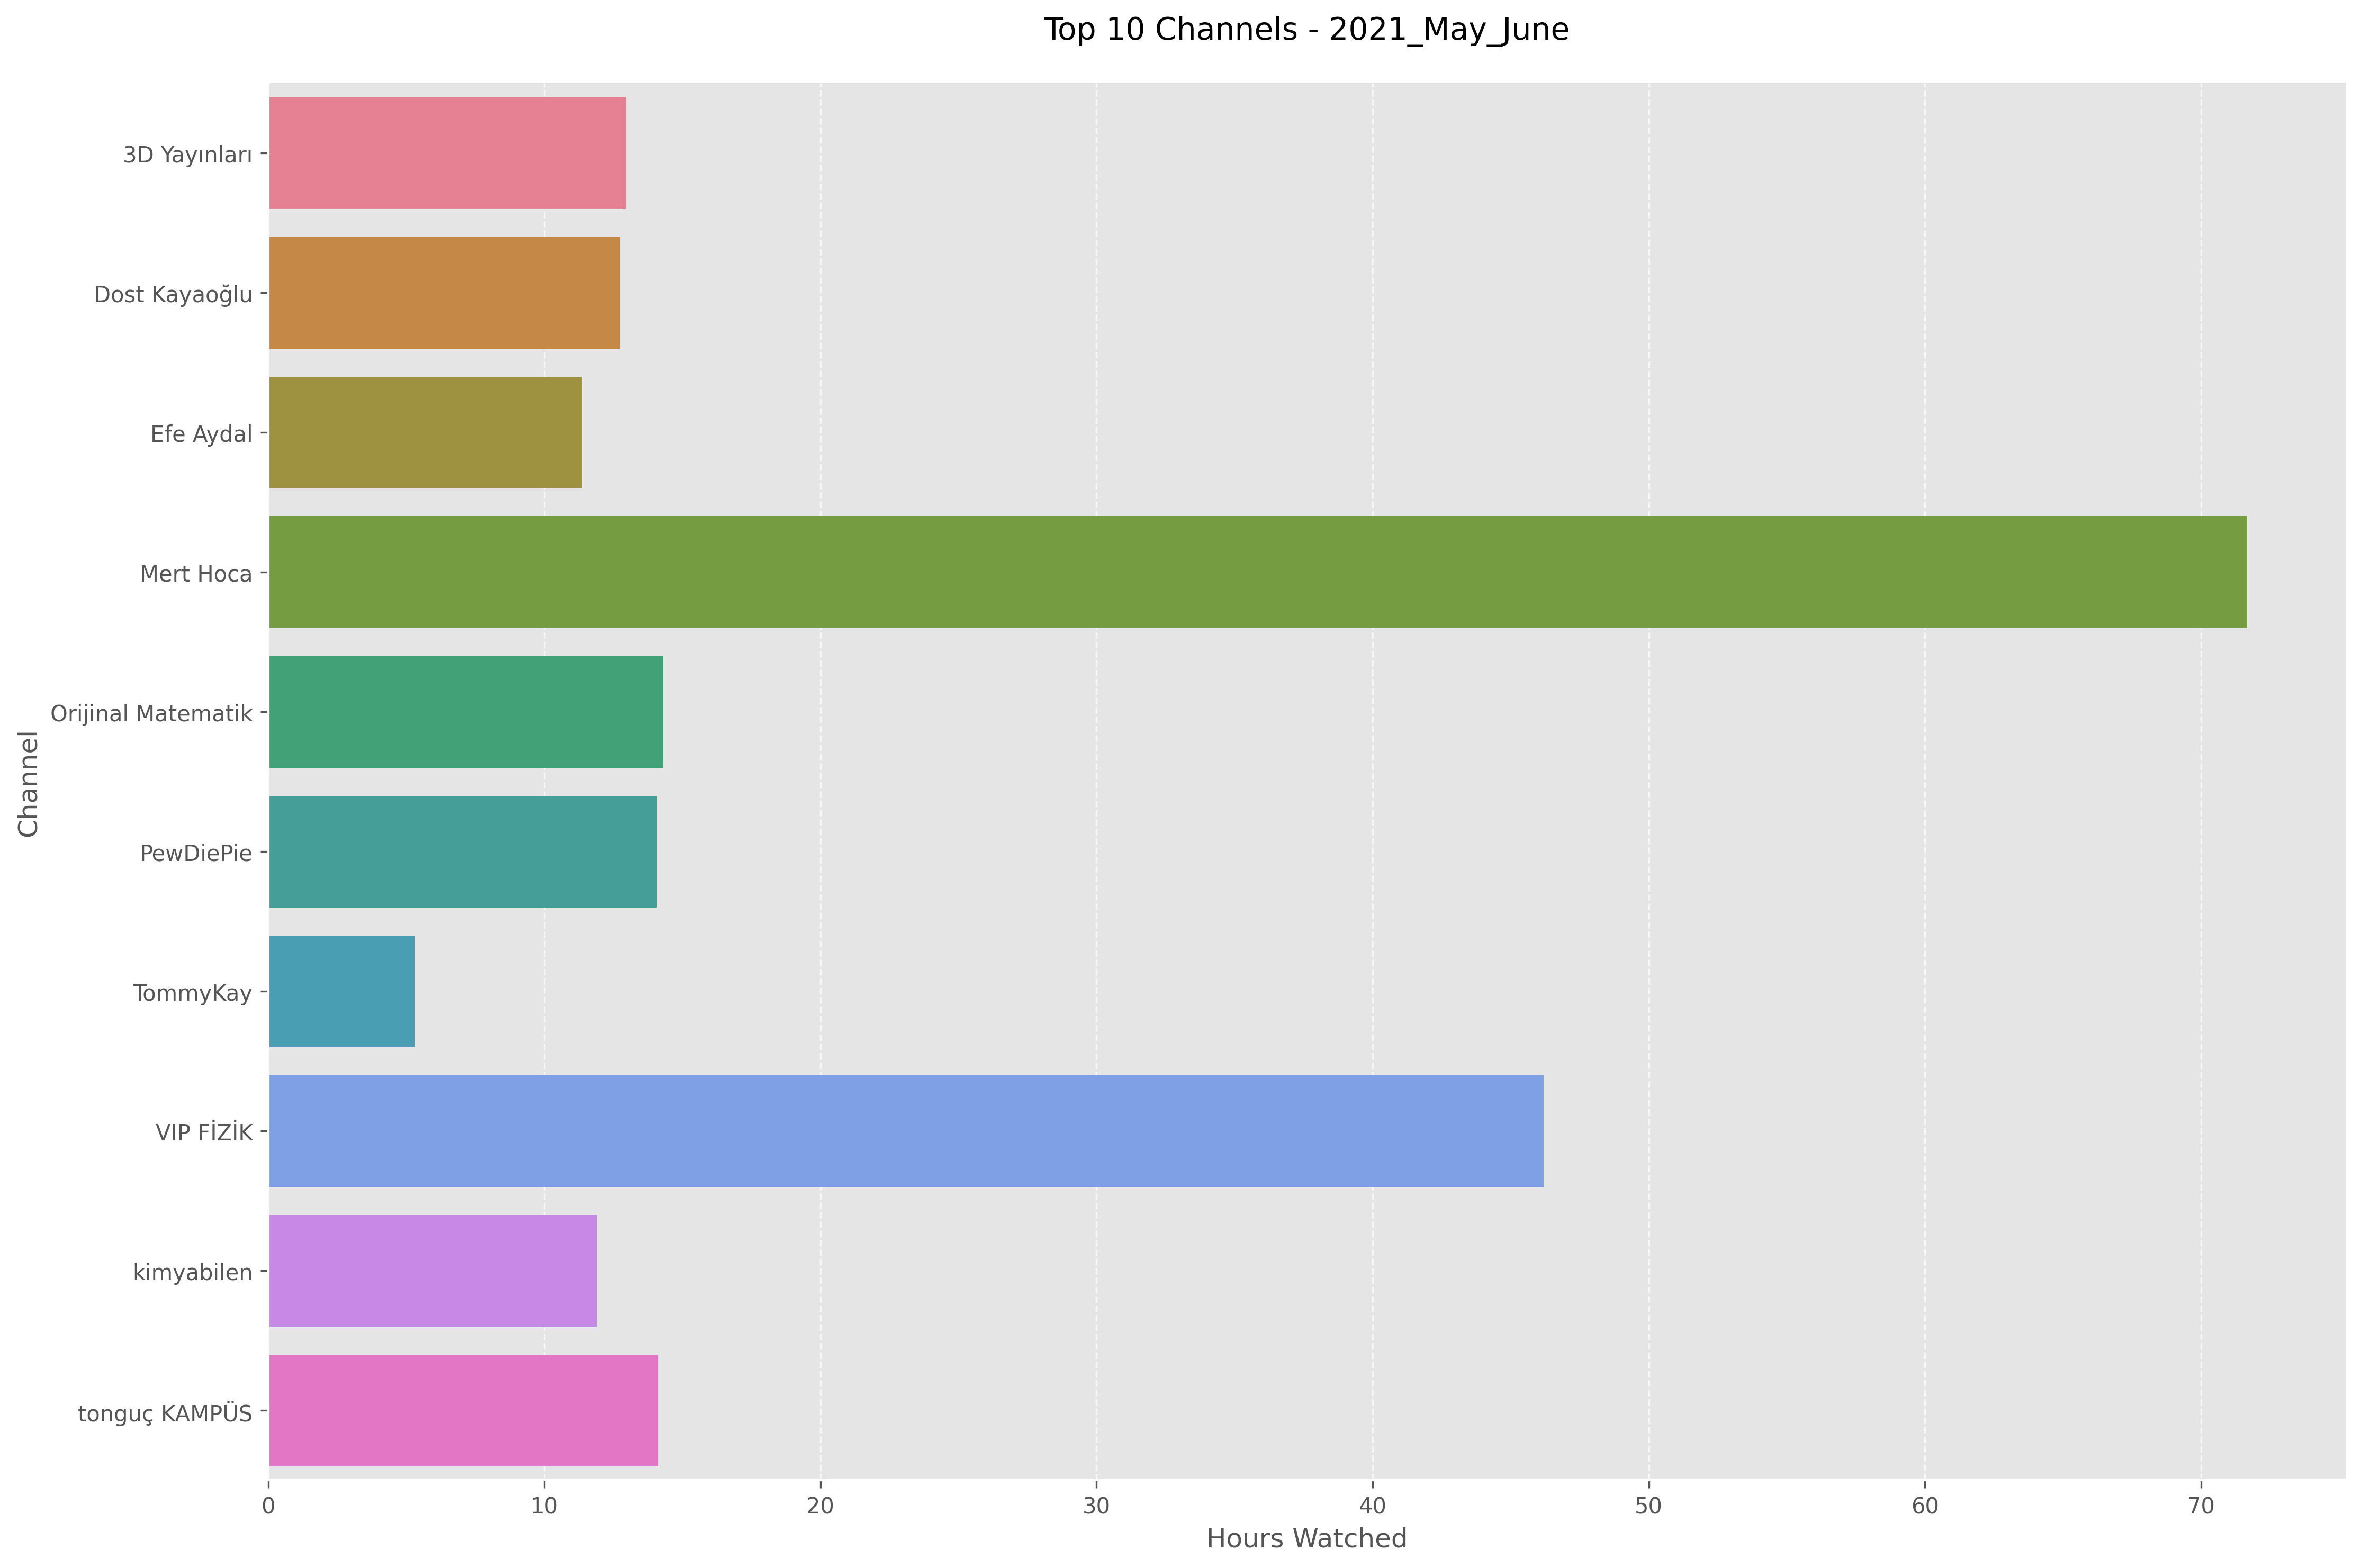 Top 10 Channels - 2021_May_June
Channel
3D Yayınları
Dost Kayaoğlu
Efe Aydal
Mert Hoca
Orijinal Matematik
PewDiePie
TommyKay
VIP FİZİK
kimyabilen
tonguç KAMPÜS
0 10 20 30 40 50 60 70
Hours Watched